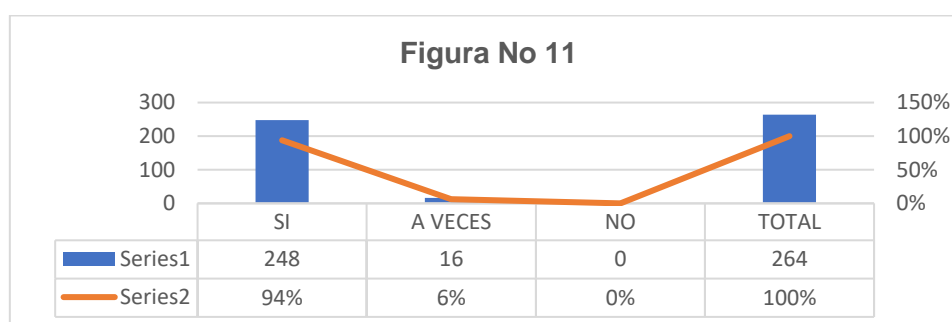 Figura No 11
300 150%
200 100%
100 50%
0 0%
SI A VECES NO TOTAL
Series1 248 16 0 264
Series2 94% 6% 0% 100%